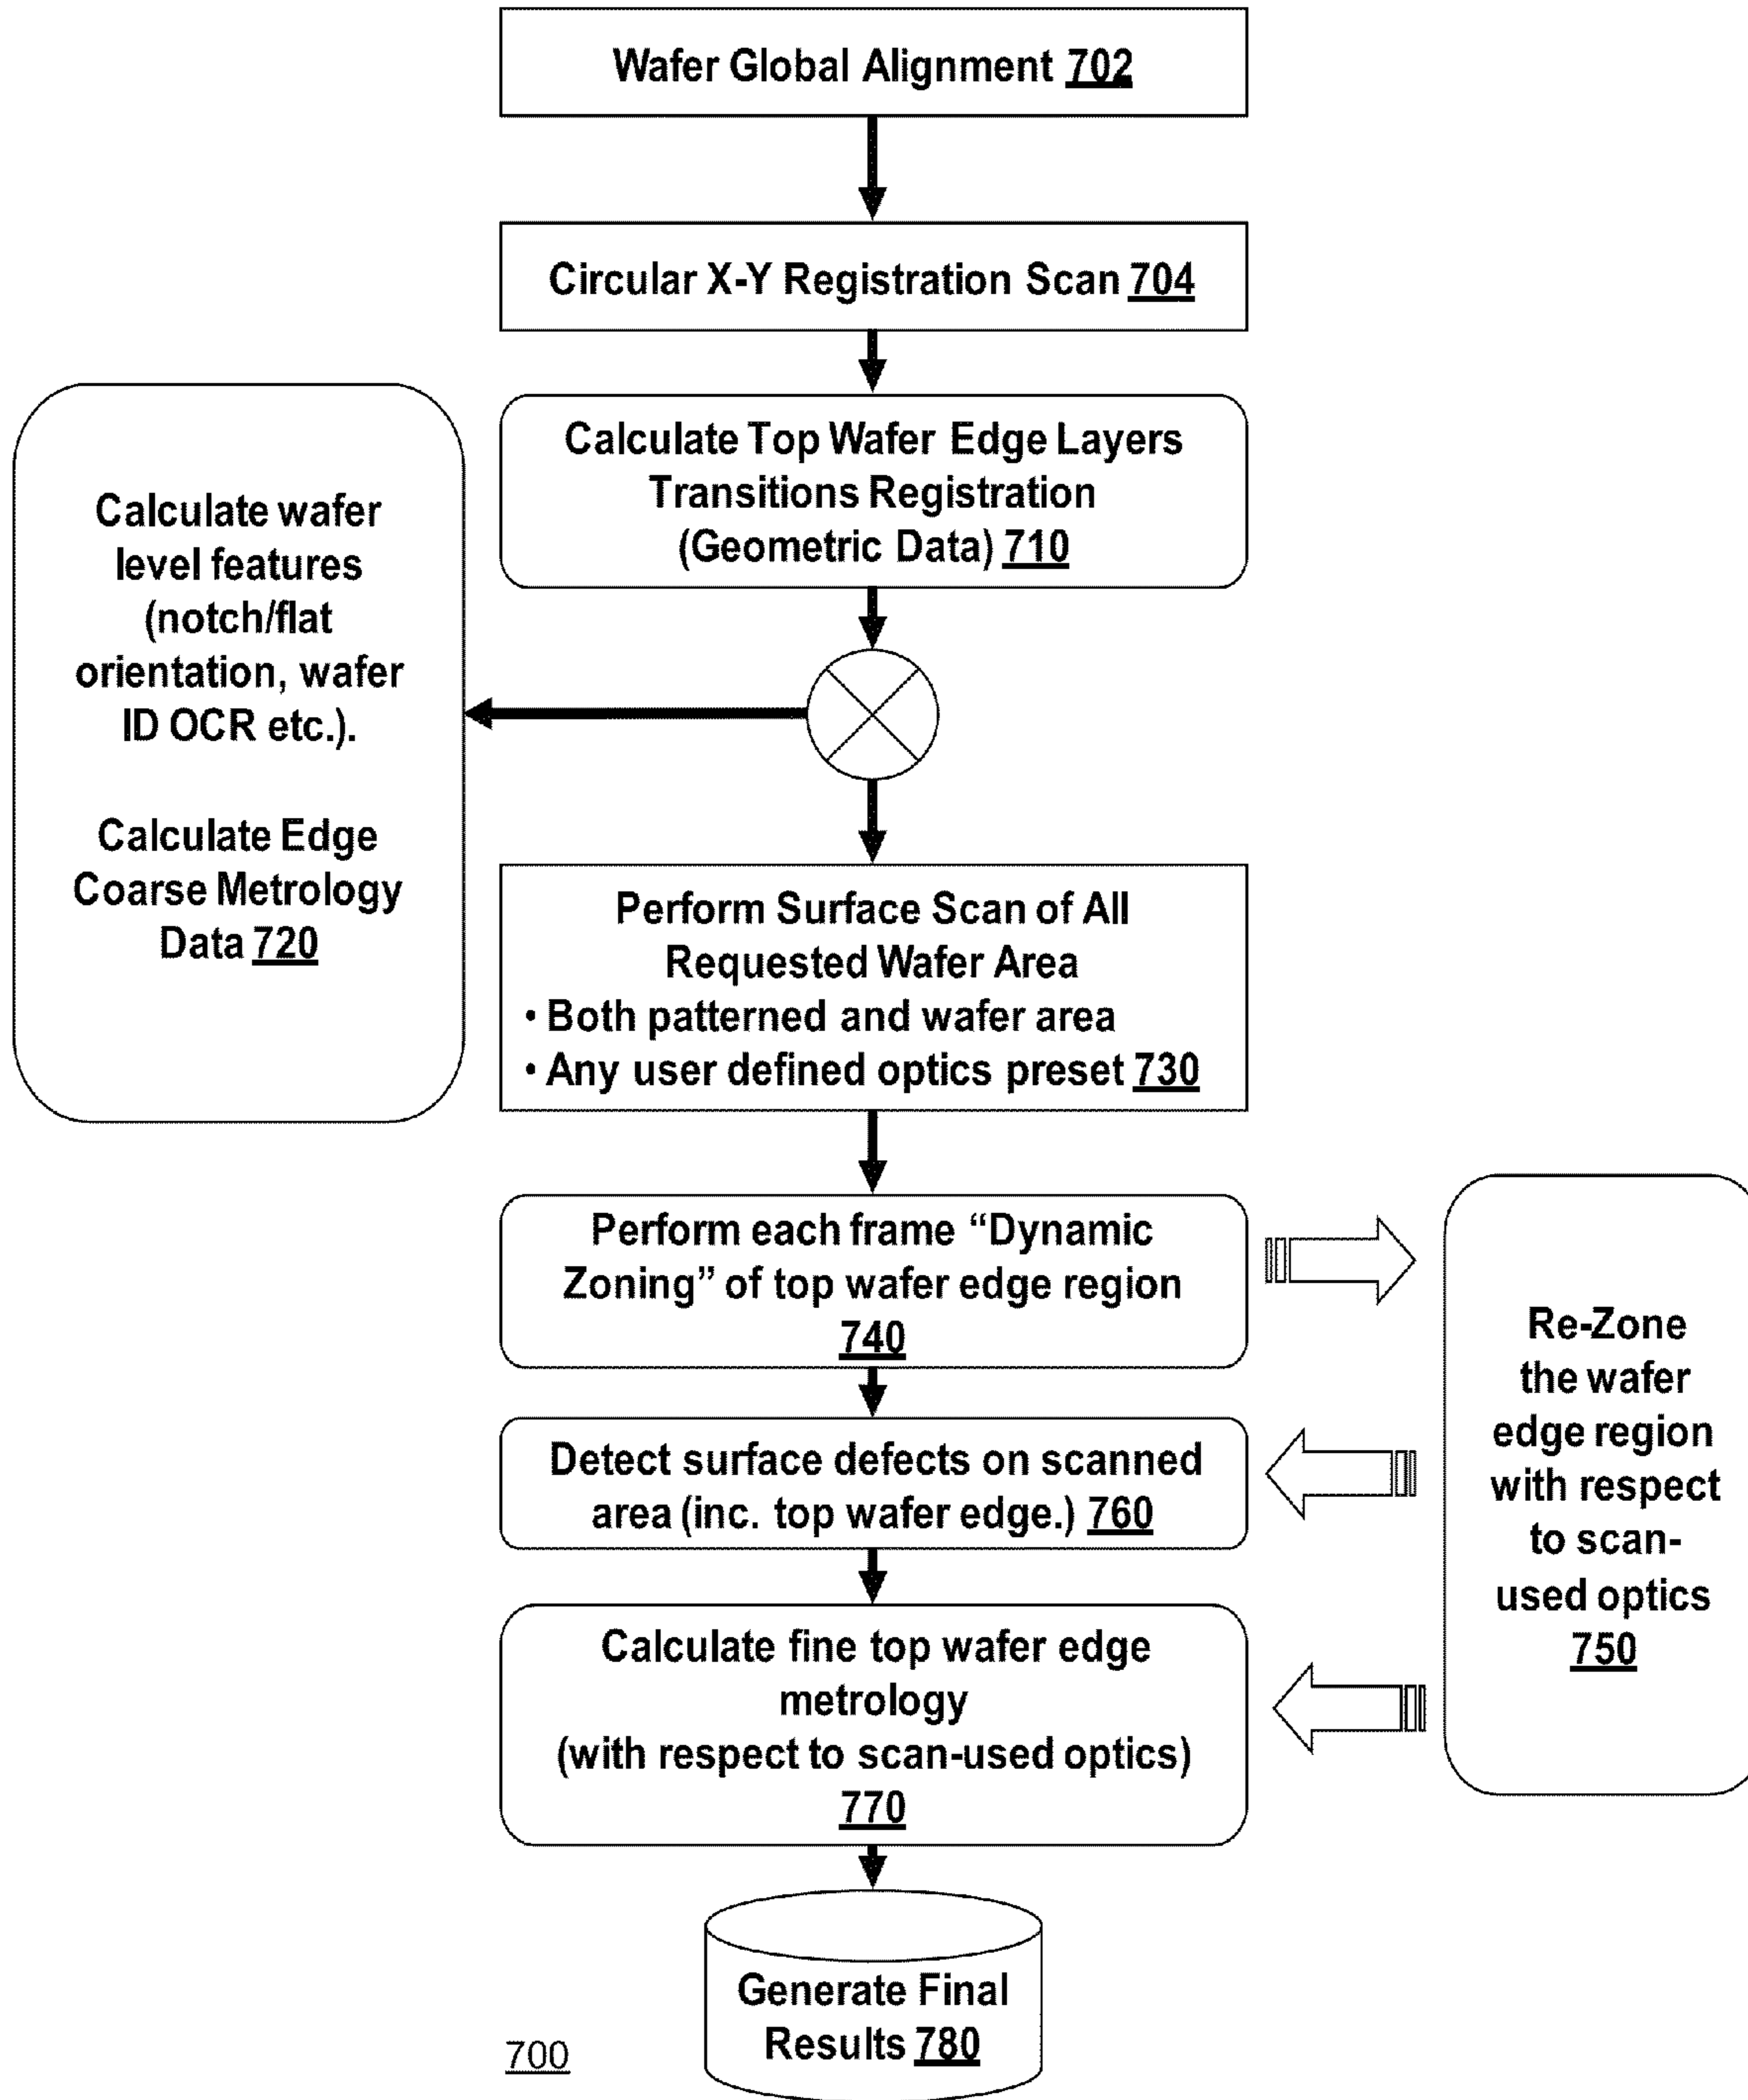 Wafer Global Alignment 702
Circular X-Y Registration Scan 704
Calculate Top Wafer Edge Layers
Transitions Registration
(Geometric Data) 710
Calculate wafer
level features
(notch/flat
orientation, wafer
ID OCR etc.).
Calculate Edge
Coarse Metrology
Data 720
Perform Surface Scan of All
Requested Wafer Area
• Both patterned and wafer area
• Any user defined optics preset 730
Perform each frame “Dynamic
Zoning” of top wafer edge region
740
Re-Zone
the wafer
edge region
with respect
to scan-
used optics
750
Detect surface defects on scanned
area (inc. top wafer edge.) 760
Calculate fine top wafer edge
metrology
(with respect to scan-used optics)
770
Generate Final
Results 780
700